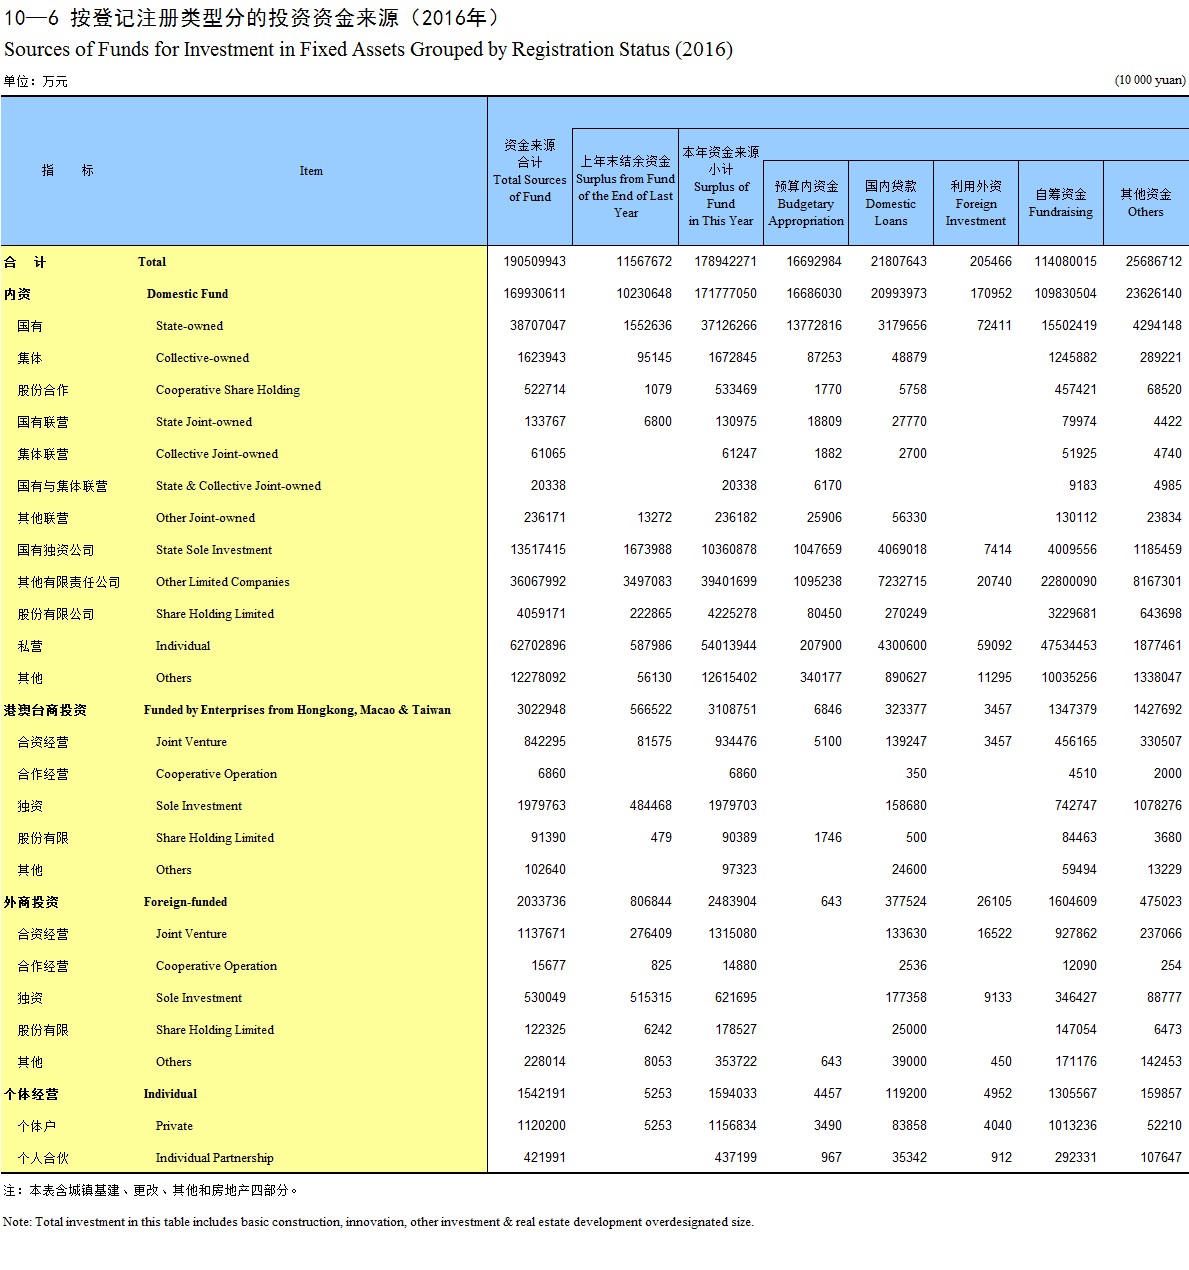 10—6 按登记注册类型分的投资资金来源（2016年）
Sources of Funds for Investment in Fixed Assets Grouped by Registration Status (2016)
单位：万元 (10 000 yuan)
指 标 Item 资金来源合计 Total Sources of Fund 上年末结余资金 Surplus from Fund of the End of Last Year 本年资金来源小计 Surplus of Fund in This Year 预算内资金 Budgetary Appropriation 国内贷款 Domestic Loans 利用外资 Foreign Investment 自筹资金 Fundraising 其他资金 Others
合 计 Total 190509943 11567672 178942271 16692984 21807643 205466 114080015 25686712
内资 Domestic Fund 169930611 10230648 171777050 16686030 20993973 170952 109830504 23626140
国有 State-owned 38707047 1552636 37126266 13772816 3179656 72411 15502419 4294148
集体 Collective-owned 1623943 95145 1672845 87253 48879 1245882 289221
股份合作 Cooperative Share Holding 522714 1079 533469 1770 5758 457421 68520
国有联营 State Joint-owned 133767 6800 130975 18809 27770 79974 4422
集体联营 Collective Joint-owned 61065 61247 1882 2700 51925 4740
国有与集体联营 State & Collective Joint-owned 20338 20338 6170 9183 4985
其他联营 Other Joint-owned 236171 13272 236182 25906 56330 130112 23834
国有独资公司 State Sole Investment 13517415 1673988 10360878 1047659 4069018 7414 4009556 1185459
其他有限责任公司 Other Limited Companies 36067992 3497083 39401699 1095238 7232715 20740 22800090 8167301
股份有限公司 Share Holding Limited 4059171 222865 4225278 80450 270249 3229681 643698
私营 Individual 62702896 587986 54013944 207900 4300600 59092 47534453 1877461
其他 Others 12278092 56130 12615402 340177 890627 11295 10035256 1338047
港澳台商投资 Funded by Enterprises from Hongkong, Macao & Taiwan 3022948 566522 3108751 6846 323377 3457 1347379 1427692
合资经营 Joint Venture 842295 81575 934476 5100 139247 3457 456165 330507
合作经营 Cooperative Operation 6860 6860 350 4510 2000
独资 Sole Investment 1979763 484468 1979703 158680 742747 1078276
股份有限 Share Holding Limited 91390 479 90389 1746 500 84463 3680
其他 Others 102640 97323 24600 59494 13229
外商投资 Foreign-funded 2033736 806844 2483904 643 377524 26105 1604609 475023
合资经营 Joint Venture 1137671 276409 1315080 133630 16522 927862 237066
合作经营 Cooperative Operation 15677 825 14880 2536 12090 254
独资 Sole Investment 530049 515315 621695 177358 9133 346427 88777
股份有限 Share Holding Limited 122325 6242 178527 25000 147054 6473
其他 Others 228014 8053 353722 643 39000 450 171176 142453
个体经营 Individual 1542191 5253 1594033 4457 119200 4952 1305567 159857
个体户 Private 1120200 5253 1156834 3490 83858 4040 1013236 52210
个人合伙 Individual Partnership 421991 437199 967 35342 912 292331 107647
注：本表含城镇基建、更改、其他和房地产四部分。
Note: Total investment in this table includes basic construction, innovation, other investment & real estate development overdesignated size.